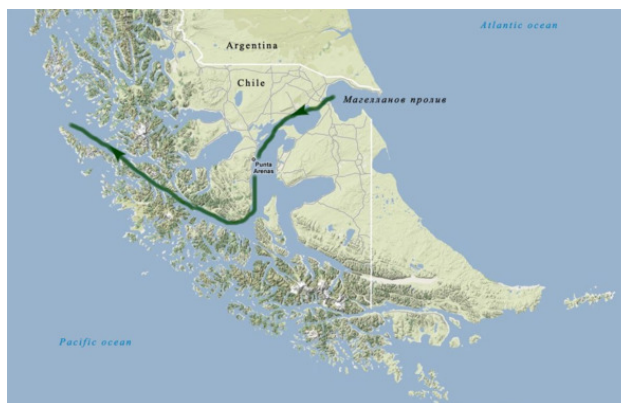 Atlantic ocean
Argentina
Chile
Магелланов пролив
Punta
Arenas
Pacific ocean